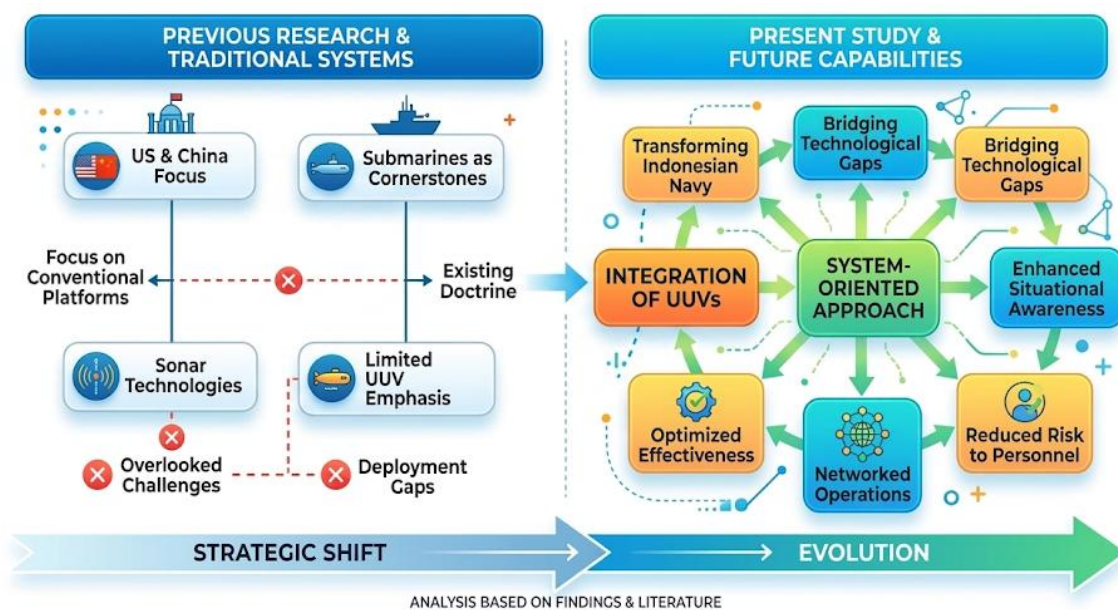 PREVIOUS RESEARCH &
TRADITIONAL SYSTEMS
US & China
Focus
Submarines as
Cornerstones
Focus on
Conventional
Platforms
Existing
Doctrine
Sonar
Technologies
Limited
UUV
Emphasis
Overlooked
Challenges
Deployment
Gaps
PRESENT STUDY &
FUTURE CAPABILITIES
Transforming
Indonesian
Navy
Bridging
Technological
Gaps
Bridging
Technological
Gaps
INTEGRATION
OF UUVs
SYSTEM-
ORIENTED
APPROACH
Enhanced
Situational
Awareness
Optimized
Effectiveness
Networked
Operations
Reduced Risk
to Personnel
STRATEGIC SHIFT
EVOLUTION
ANALYSIS BASED ON FINDINGS & LITERATURE